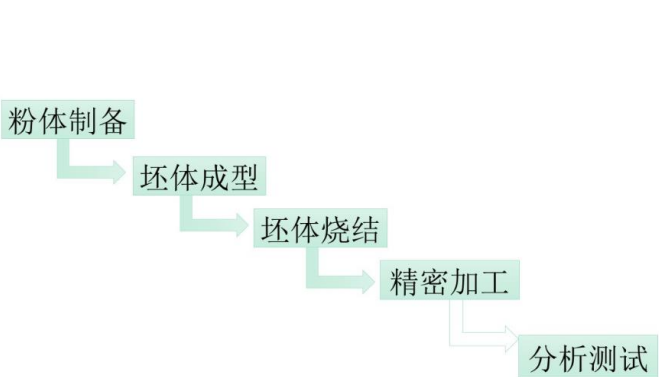 粉体制备
坯体成型
坯体烧结
精密加工
分析测试